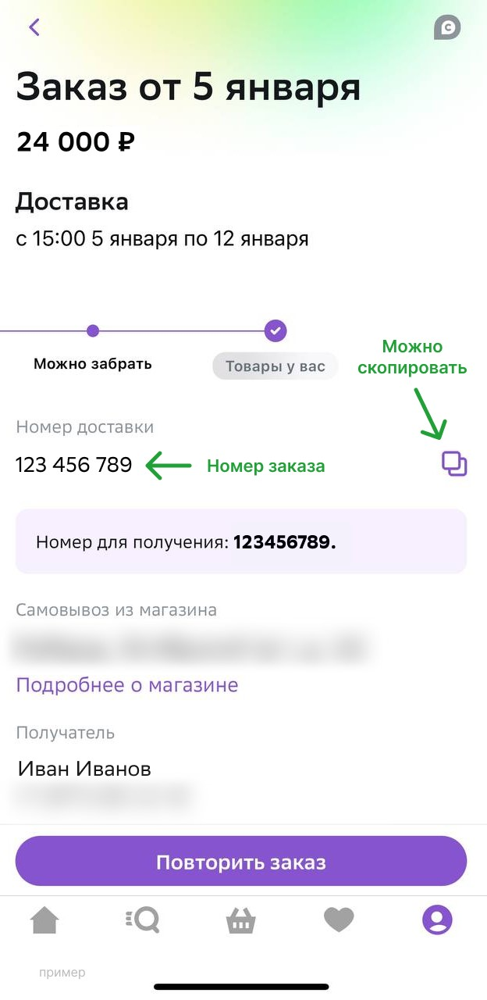 Заказ от 5 января
24 000 ₽
Доставка
с 15:00 5 января по 12 января
Можно забрать
Товары у вас
Можно
скопировать
Номер доставки
123 456 789
Номер заказа
Номер для получения: 123456789.
Самовывоз из магазина
Подробнее о магазине
Получатель
Иван Иванов
Повторить заказ
пример